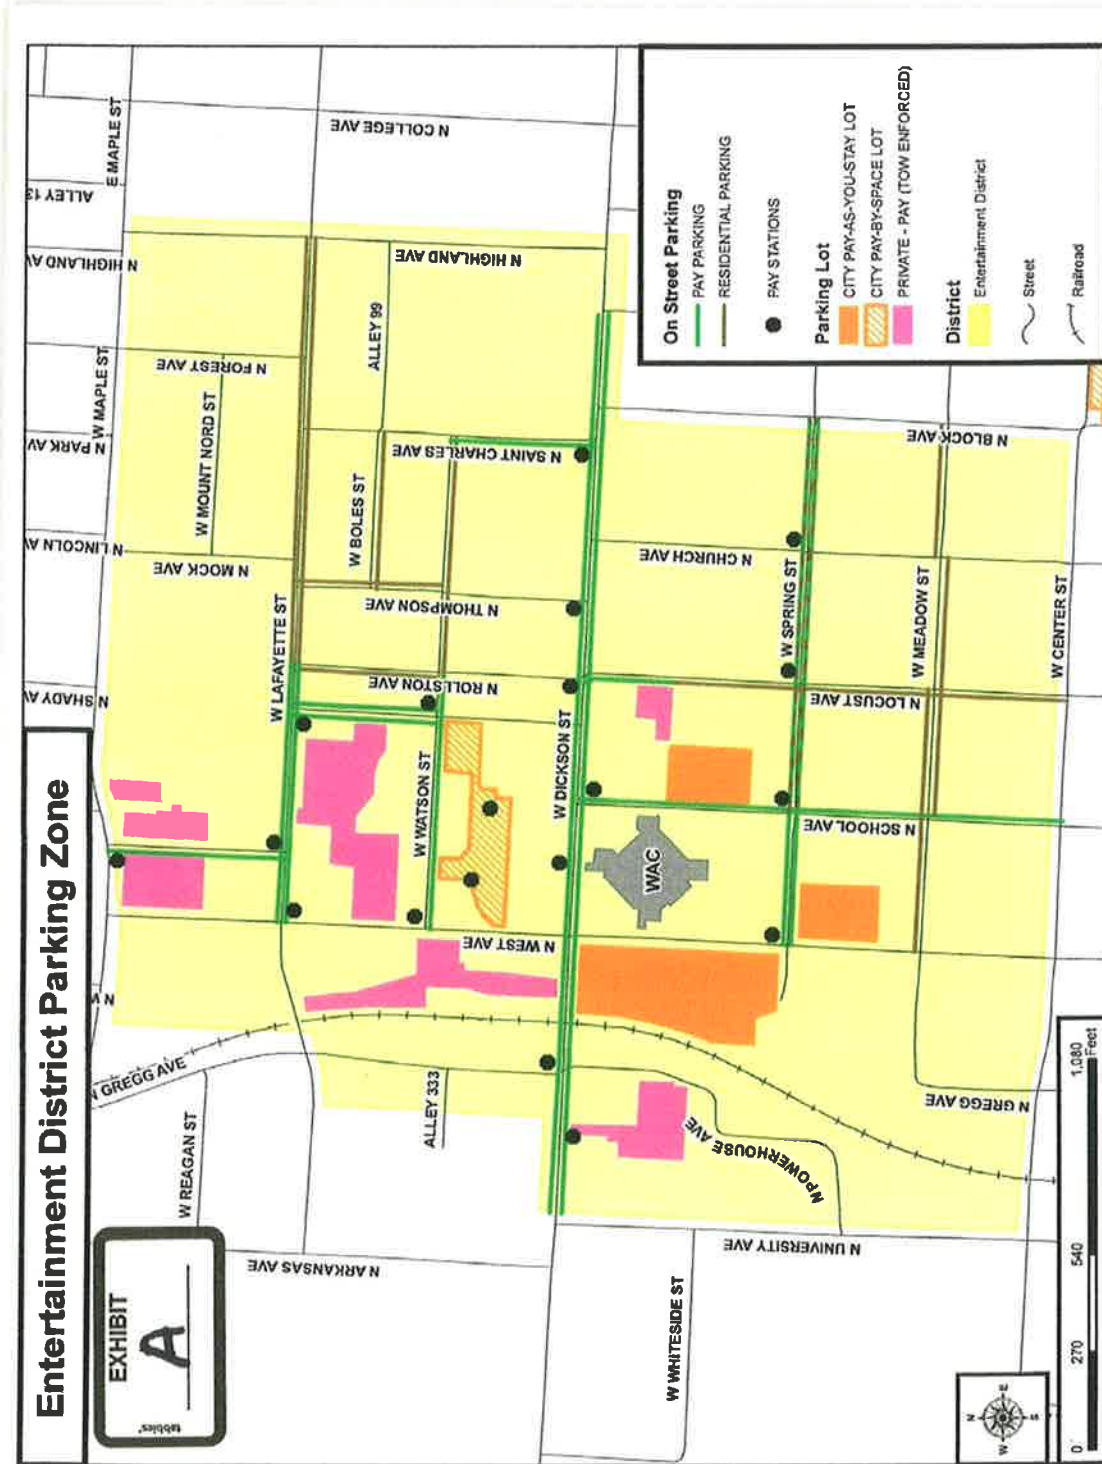 Entertainment District Parking Zone
EXHIBIT
A
tabbies'
ALLEY 13
E MAPLE ST
N COLLEGE AVE
N HIGHLAND AV
N HIGHLAND AVE
W MAPLE ST
N FOREST AVE
W MOUNT NORD ST
N PARK AV
N LINCOLN AV
N MOCK AVE
N SHADY AV
ALLEY 99
N SAINT CHARLES AVE
W BOLES ST
N THOMPSON AVE
W LAFAYETTE ST
N ROLLSTON AVE
W WATSON ST
W DICKSON ST
N WEST AVE
N GREGG AVE
W REAGAN ST
ALLEY 333
N ARKANSAS AVE
N CHURCH AVE
W SPRING ST
N BLOCK AVE
W MEADOW ST
W CENTER ST
N LOCUST AVE
N SCHOOL AVE
WAC
N POWERHOUSE AVE
N GREGG AVE
N UNIVERSITY AVE
W WHITESIDE ST
On Street Parking
PAY PARKING
RESIDENTIAL PARKING
PAY STATIONS
Parking Lot
CITY PAY-AS-YOU-STAY LOT
CITY PAY-BY-SPACE LOT
PRIVATE - PAY (TOW ENFORCED)
District
Entertainment District
Street
Railroad
N
W E
S
0 270 540 1,080
Feet